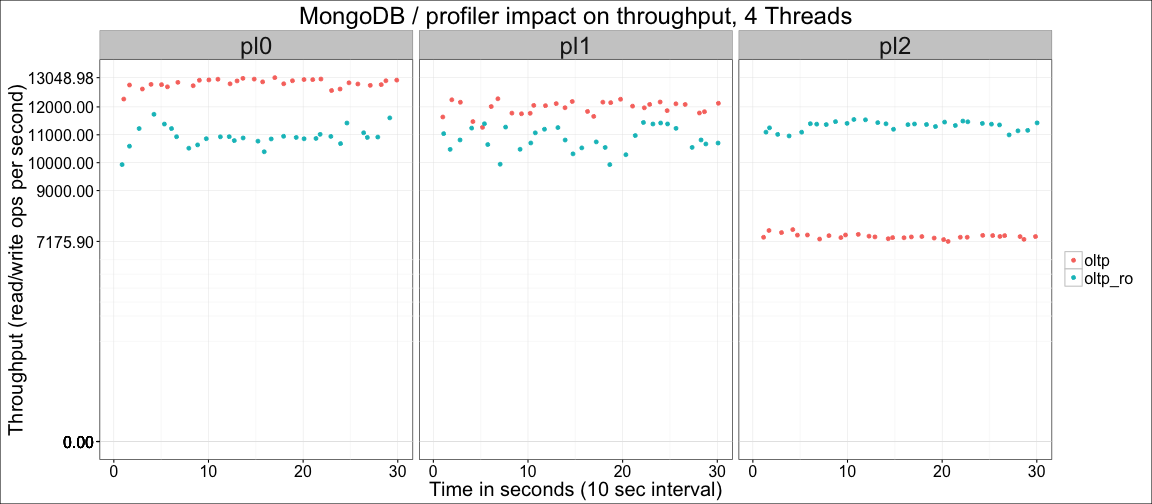 MongoDB / profiler impact on throughput, 4 Threads
pl0 pl1 pl2
Throughput (read/write ops per second)
13048.98
12000.00
11000.00
10000.00
9000.00
7175.90
0.00
oltp
oltp_ro
0 10 20 30 0 10 20 30 0 10 20 30
Time in seconds (10 sec interval)